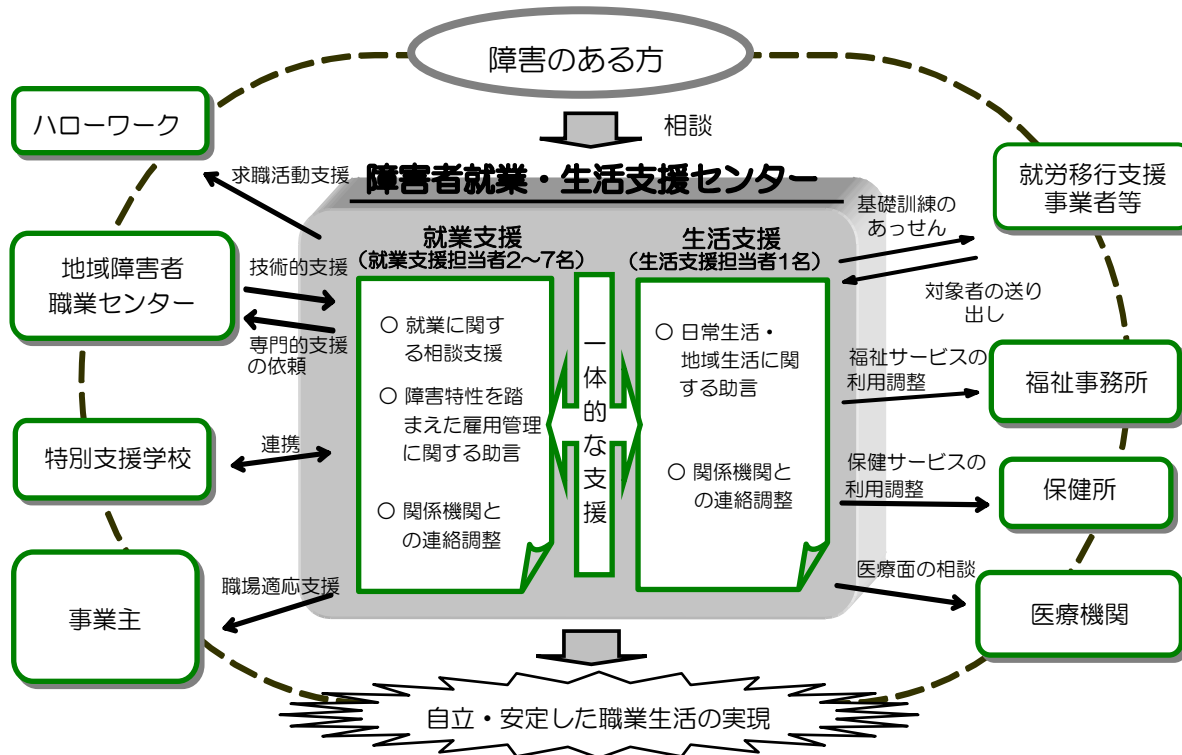 障害のある方
相談
障害者就業・生活支援センター
ハローワーク
求職活動支援
地域障害者
職業センター
技術的支援
専門的支援
の依頼
特別支援学校
連携
事業主
職場適応支援
就業支援
(就業支援担当者2～7名)
○ 就業に関す
る相談支援
○ 障害特性を踏
まえた雇用管理
に関する助言
○ 関係機関と
の連絡調整
一体的な支援
生活支援
(生活支援担当者1名)
○ 日常生活・
地域生活に関
する助言
○ 関係機関と
の連絡調整
基礎訓練の
あっせん
就労移行支援
事業者等
対象者の送り
出し
福祉サービスの
利用調整
福祉事務所
保健サービスの
利用調整
保健所
医療面の相談
医療機関
自立・安定した職業生活の実現